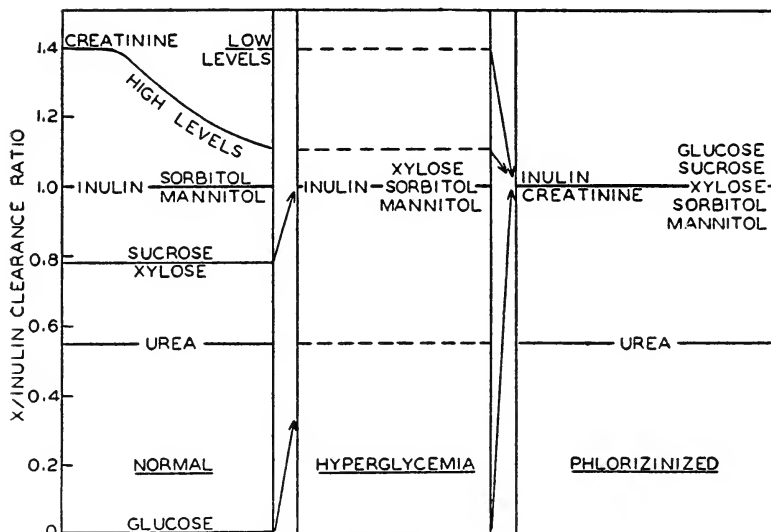 X/INULIN CLEARANCE RATIO
1.4
1.2
1.0
0.8
0.6
0.4
0.2
0
CREATININE
LOW
LEVELS
HIGH LEVELS
INULIN
SORBITOL
MANNITOL
SUCROSE
XYLOSE
UREA
NORMAL
GLUCOSE
INULIN
XYLOSE
SORBITOL
MANNITOL
HYPERGLYCEMIA
INULIN
CREATININE
GLUCOSE
SUCROSE
XYLOSE
SORBITOL
MANNITOL
UREA
PHLORIZINIZED